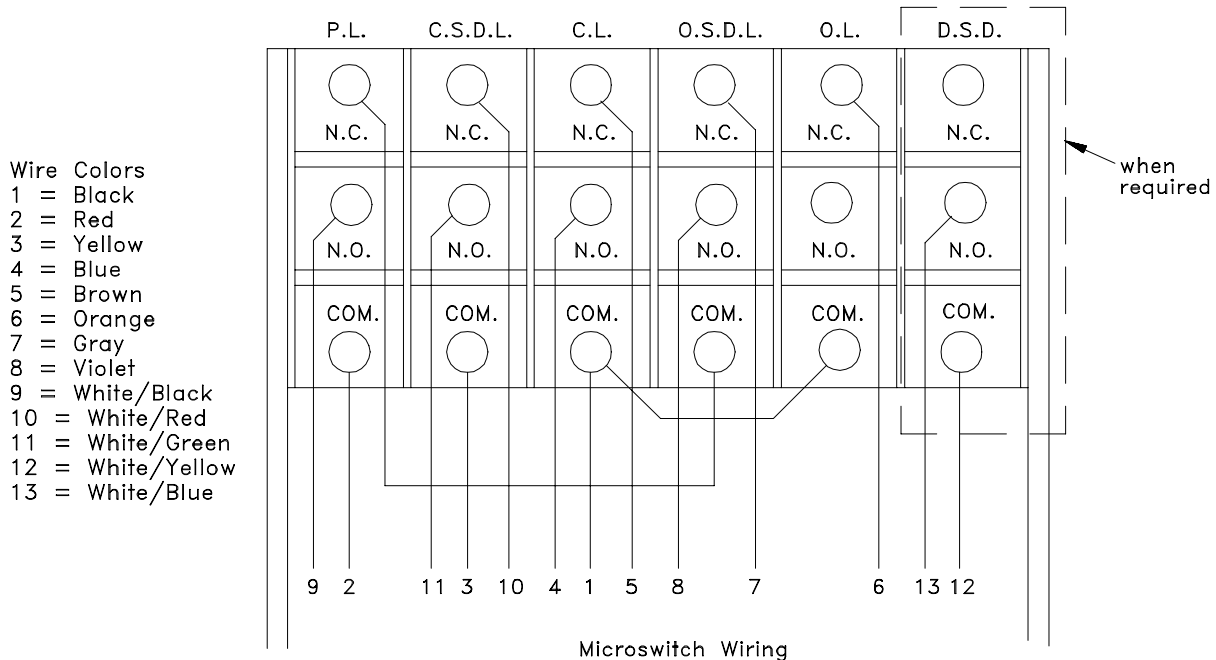 P.L. C.S.D.L. C.L. O.S.D.L. O.L. D.S.D.
N.C. N.C. N.C. N.C. N.C. N.C.
when
required
N.O. N.O. N.O. N.O. N.O. N.O.
COM. COM. COM. COM. COM. COM.
Wire Colors
1 = Black
2 = Red
3 = Yellow
4 = Blue
5 = Brown
6 = Orange
7 = Gray
8 = Violet
9 = White/Black
10 = White/Red
11 = White/Green
12 = White/Yellow
13 = White/Blue
9 2 11 3 10 4 1 5 8 7 6 13 12
Microswitch Wiring